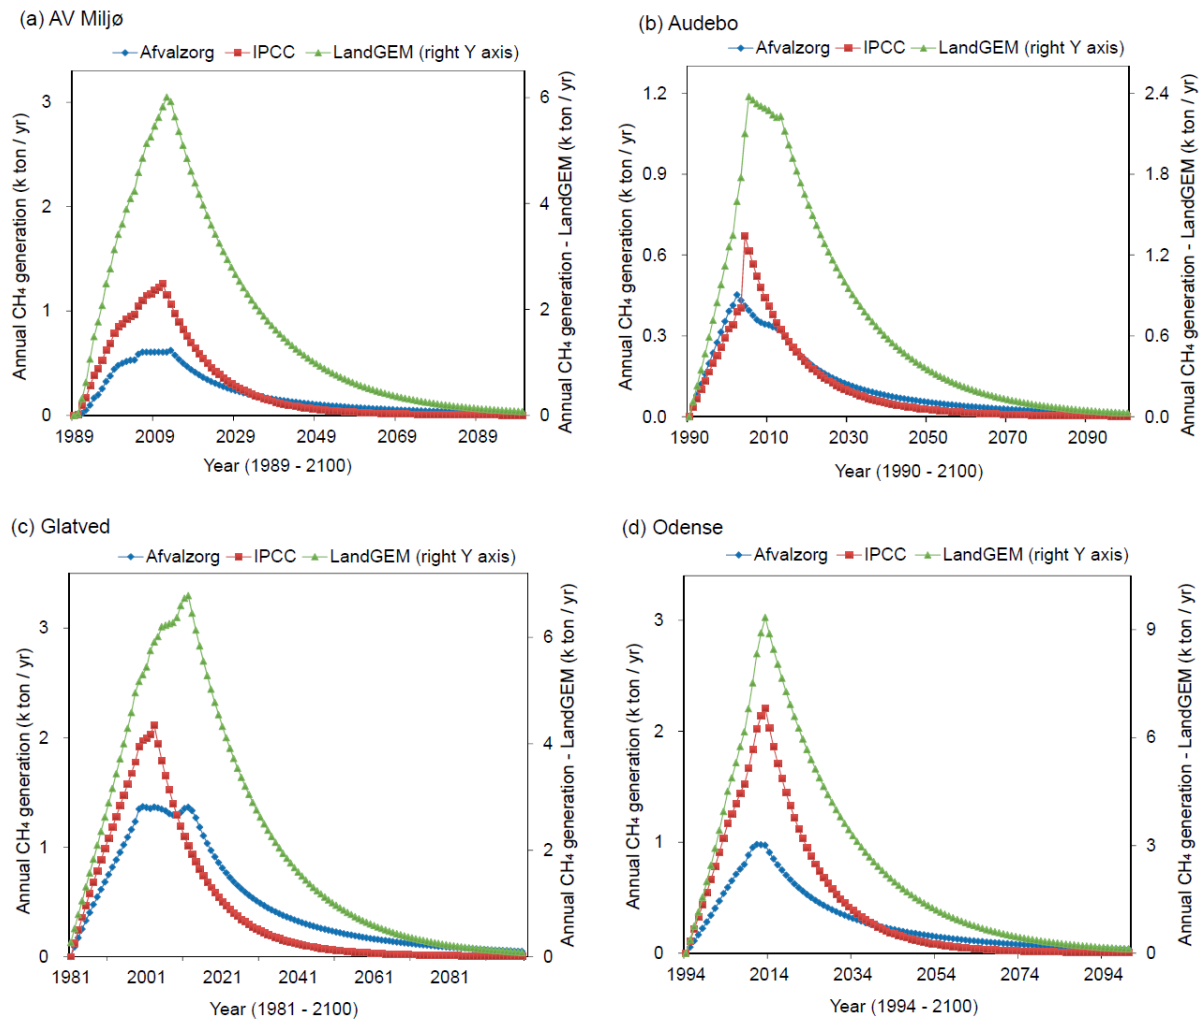 (a) AV Miljø
Afvalzorg IPCC LandGEM (right Y axis)
Annual CH4 generation (k ton / yr)
3
2
1
0
6
4
2
0
Annual CH4 generation - LandGEM (k ton / yr)
1989 2009 2029 2049 2069 2089
Year (1989 - 2100)
(b) Audebo
Afvalzorg IPCC LandGEM (right Y axis)
Annual CH4 generation (k ton / yr)
1.2
0.9
0.6
0.3
0.0
2.4
1.8
1.2
0.6
0.0
Annual CH4 generation - LandGEM (k ton / yr)
1990 2010 2030 2050 2070 2090
Year (1990 - 2100)
(c) Glatved
Afvalzorg IPCC LandGEM (right Y axis)
Annual CH4 generation (k ton / yr)
3
2
1
0
6
4
2
0
Annual CH4 generation - LandGEM (k ton / yr)
1981 2001 2021 2041 2061 2081
Year (1981 - 2100)
(d) Odense
Afvalzorg IPCC LandGEM (right Y axis)
Annual CH4 generation (k ton / yr)
3
2
1
0
9
6
3
0
Annual CH4 generation - LandGEM (k ton / yr)
1994 2014 2034 2054 2074 2094
Year (1994 - 2100)